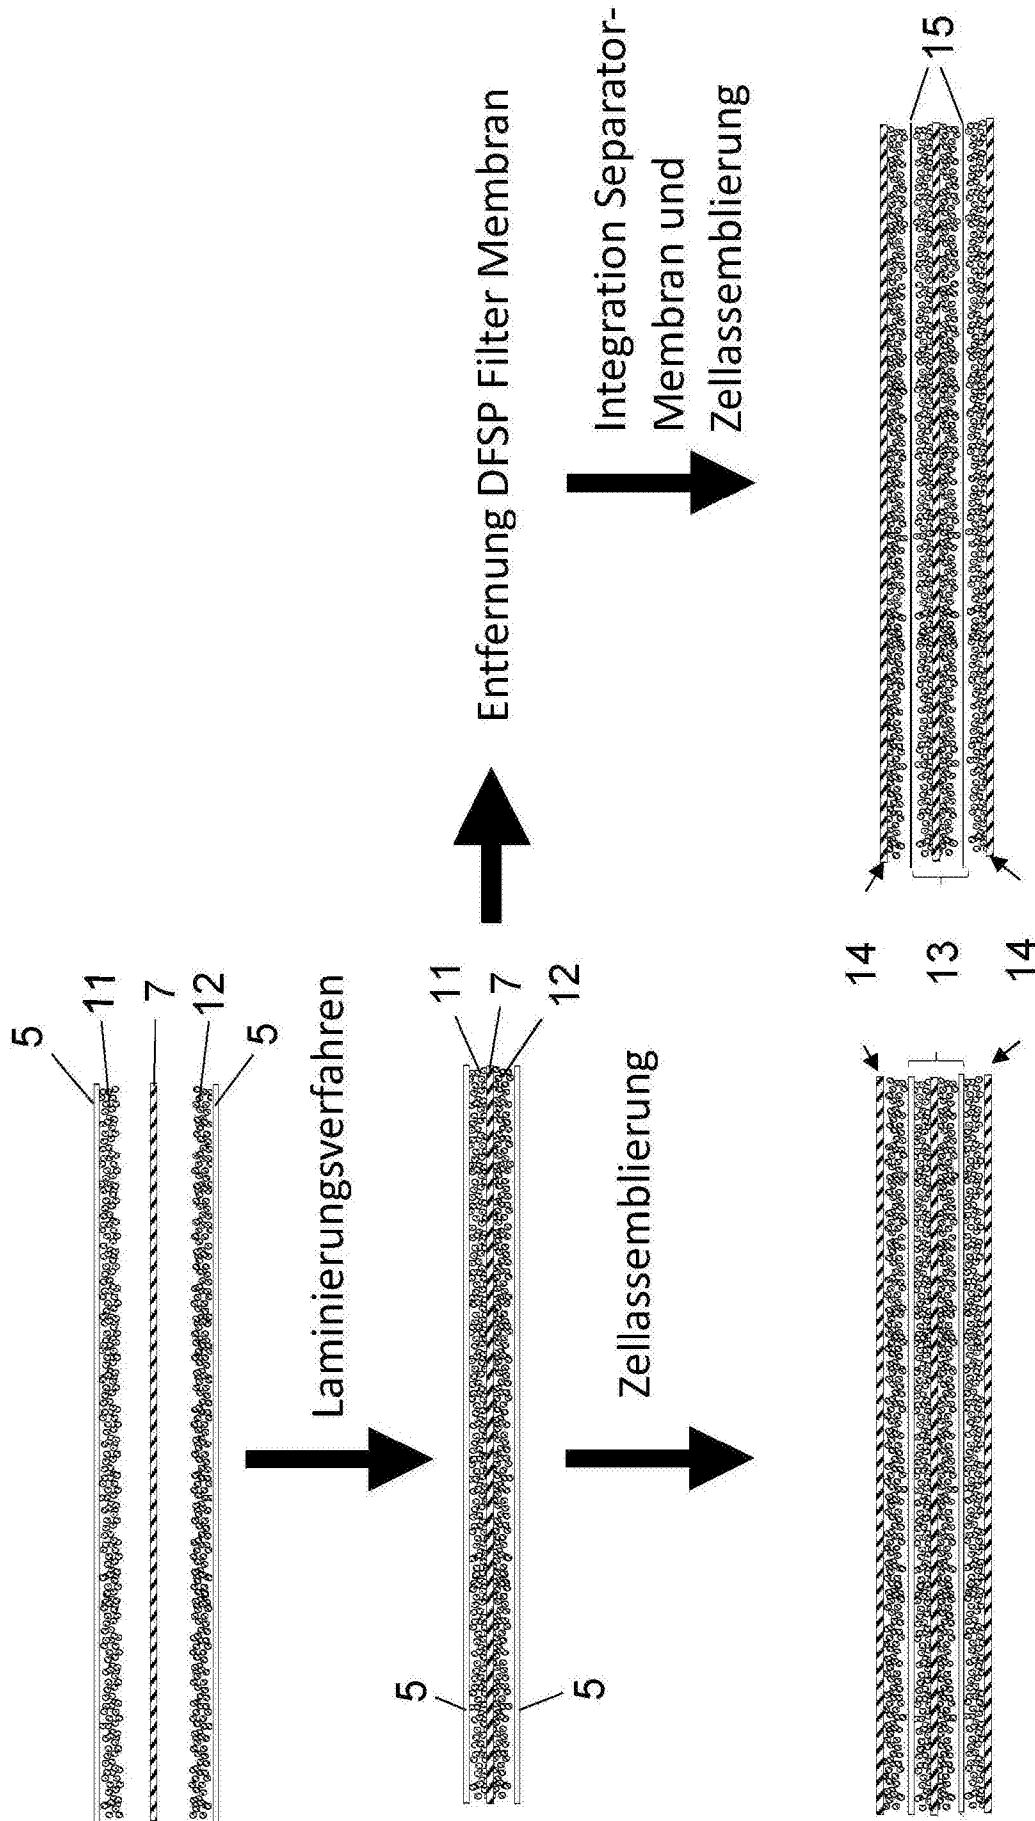 5
11
7
12
5
Laminierungsverfahren
11
7
12
5
5
Entfernung DFSP Filter Membran
Zellassemblierung
Integration Separator-
Membran und
Zellassemblierung
14
13
14
15